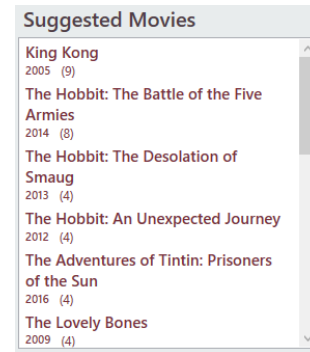 Suggested Movies
King Kong
2005 (9)
The Hobbit: The Battle of the Five
Armies
2014 (8)
The Hobbit: The Desolation of
Smaug
2013 (4)
The Hobbit: An Unexpected Journey
2012 (4)
The Adventures of Tintin: Prisoners
of the Sun
2016 (4)
The Lovely Bones
2009 (4)